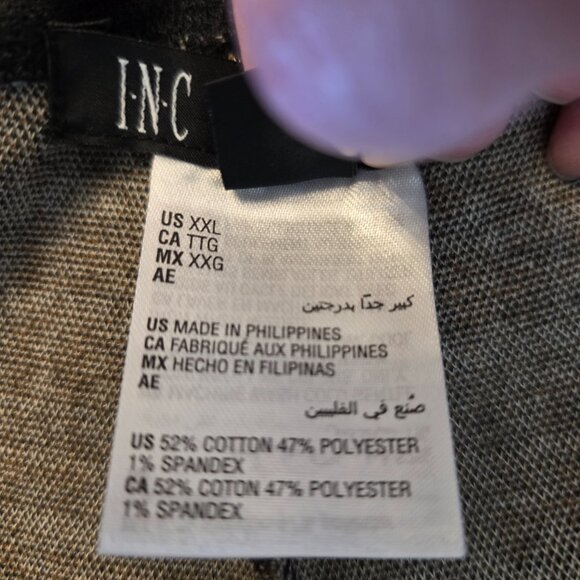 I·N·C
US XXL
CA TTG
MX XXG
AE
كبير جدًا بدرجتين
US MADE IN PHILIPPINES
CA FABRIQUÉ AUX PHILIPPINES
MX HECHO EN FILIPINAS
AE
صُنع في الفلبين
US 52% COTTON 47% POLYESTER
1% SPANDEX
CA 52% COTON 47% POLYESTER
1% SPANDEX